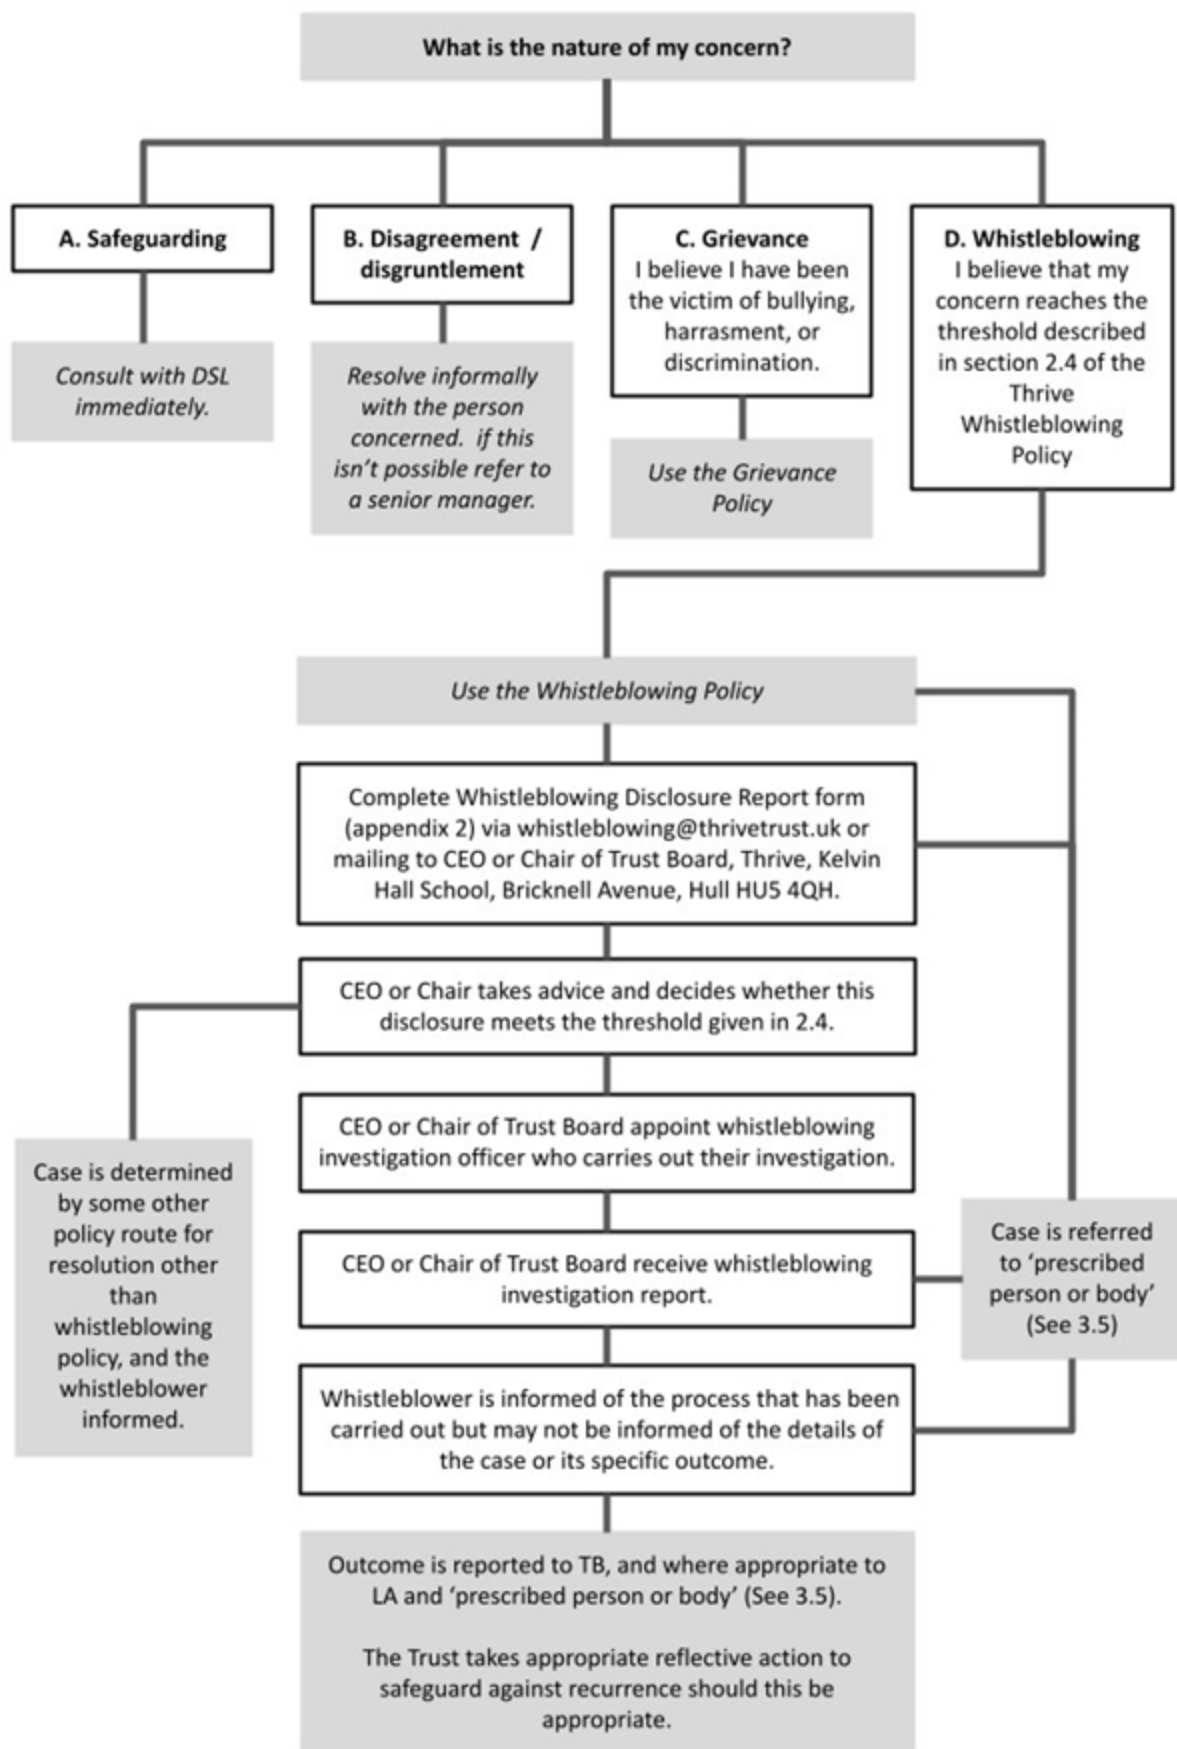 What is the nature of my concern?
A. Safeguarding
Consult with DSL
immediately.
B. Disagreement /
disgruntlement
Resolve informally
with the person
concerned. if this
isn't possible refer to
a senior manager.
C. Grievance
I believe I have been
the victim of bullying,
harrasment, or
discrimination.
Use the Grievance
Policy
D. Whistleblowing
I believe that my
concern reaches the
threshold described
in section 2.4 of the
Thrive
Whistleblowing
Policy
Use the Whistleblowing Policy
Complete Whistleblowing Disclosure Report form
(appendix 2) via whistleblowing@thrivetrust.uk or
mailing to CEO or Chair of Trust Board, Thrive, Kelvin
Hall School, Bricknell Avenue, Hull HU5 4QH.
CEO or Chair takes advice and decides whether this
disclosure meets the threshold given in 2.4.
Case is determined
by some other
policy route for
resolution other
than
whistleblowing
policy, and the
whistleblower
informed.
CEO or Chair of Trust Board appoint whistleblowing
investigation officer who carries out their investigation.
CEO or Chair of Trust Board receive whistleblowing
investigation report.
Case is referred
to ‘prescribed
person or body’
(See 3.5)
Whistleblower is informed of the process that has been
carried out but may not be informed of the details of
the case or its specific outcome.
Outcome is reported to TB, and where appropriate to
LA and ‘prescribed person or body’ (See 3.5).
The Trust takes appropriate reflective action to
safeguard against recurrence should this be
appropriate.